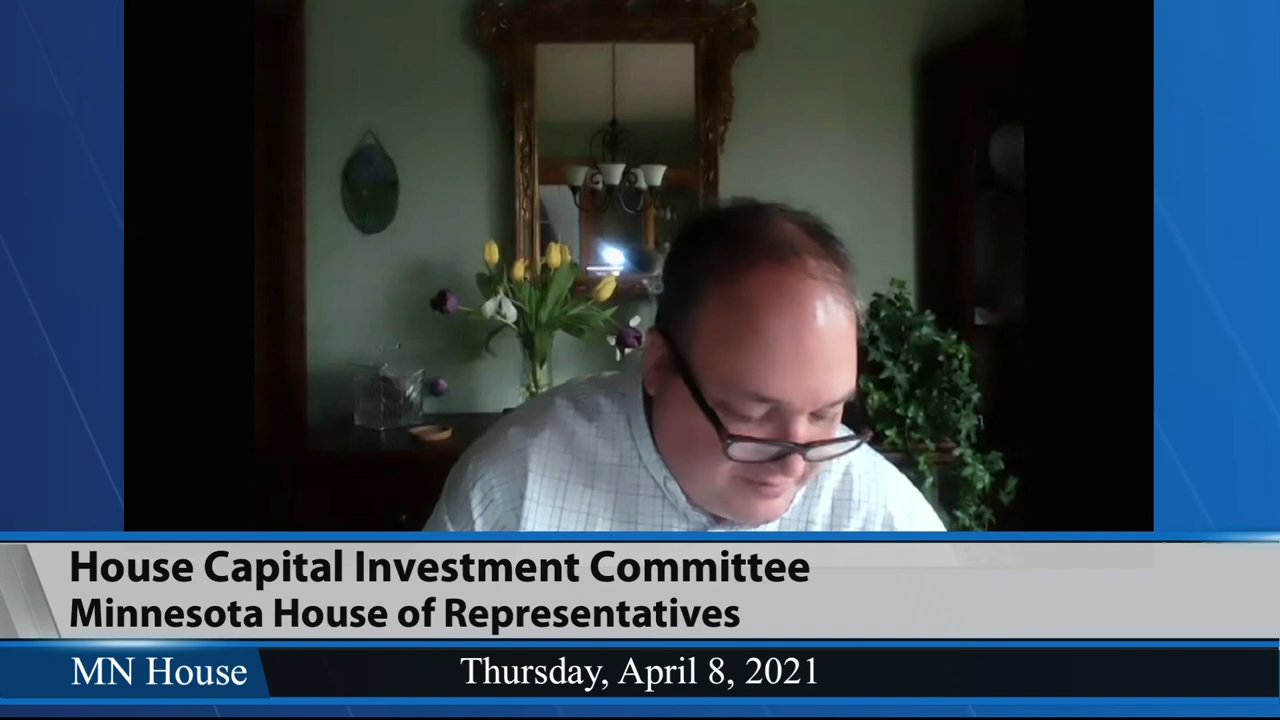 House Capital Investment Committee
Minnesota House of Representatives
MN House
Thursday, April 8, 2021